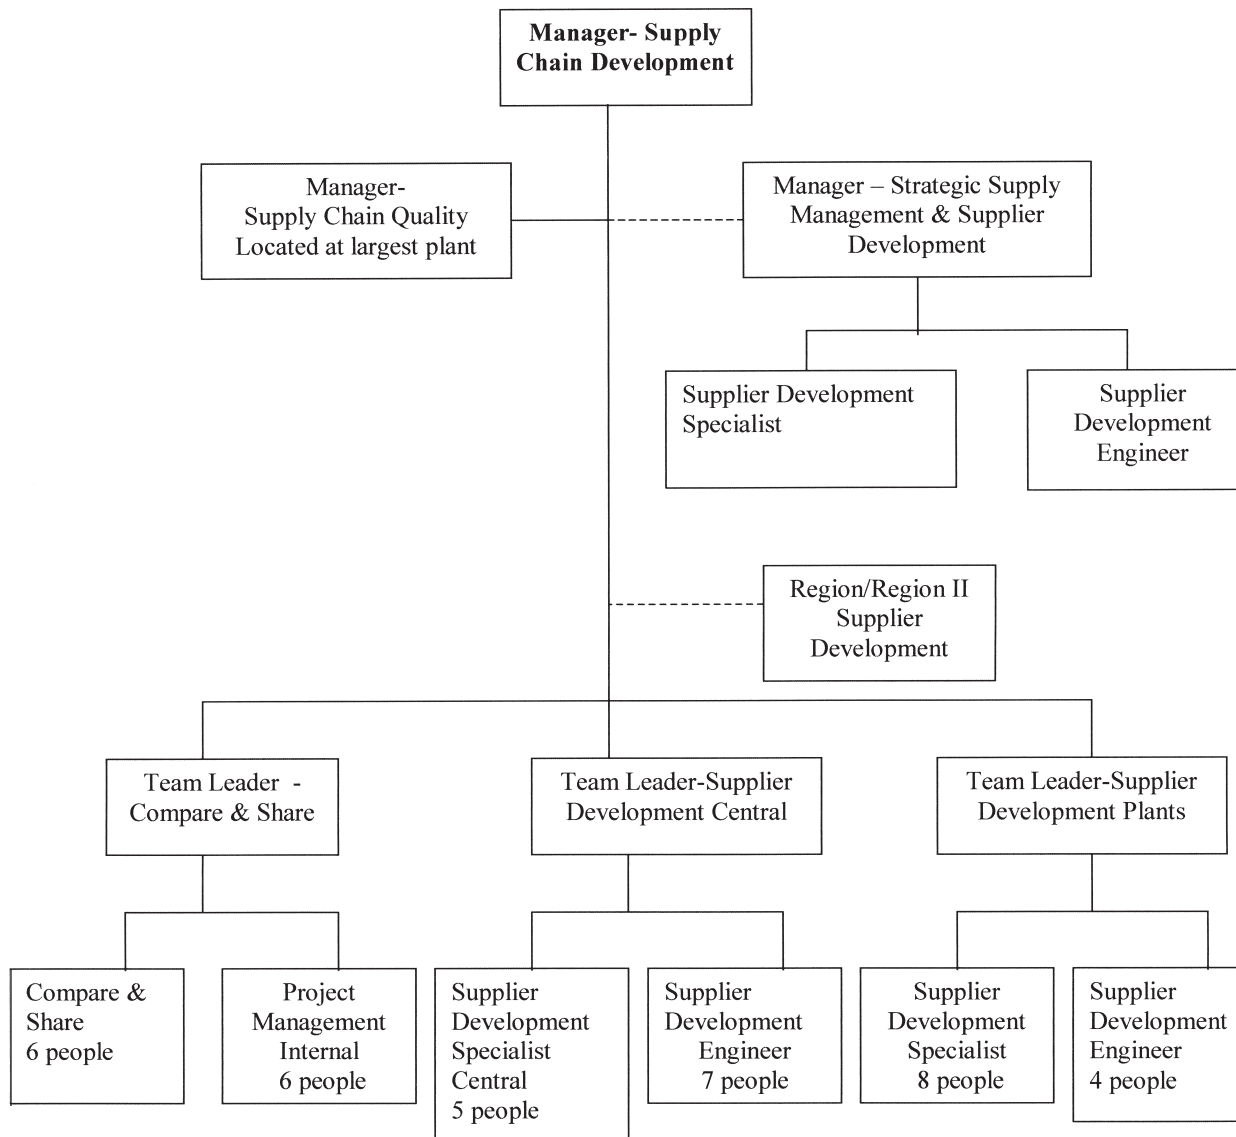 Manager- Supply
Chain Development
Manager-
Supply Chain Quality
Located at largest plant
Manager – Strategic Supply
Management & Supplier
Development
Supplier Development
Specialist
Supplier
Development
Engineer
Region/Region II
Supplier
Development
Team Leader -
Compare & Share
Team Leader-Supplier
Development Central
Team Leader-Supplier
Development Plants
Compare &
Share
6 people
Project
Management
Internal
6 people
Supplier
Development
Specialist
Central
5 people
Supplier
Development
Engineer
7 people
Supplier
Development
Specialist
8 people
Supplier
Development
Engineer
4 people